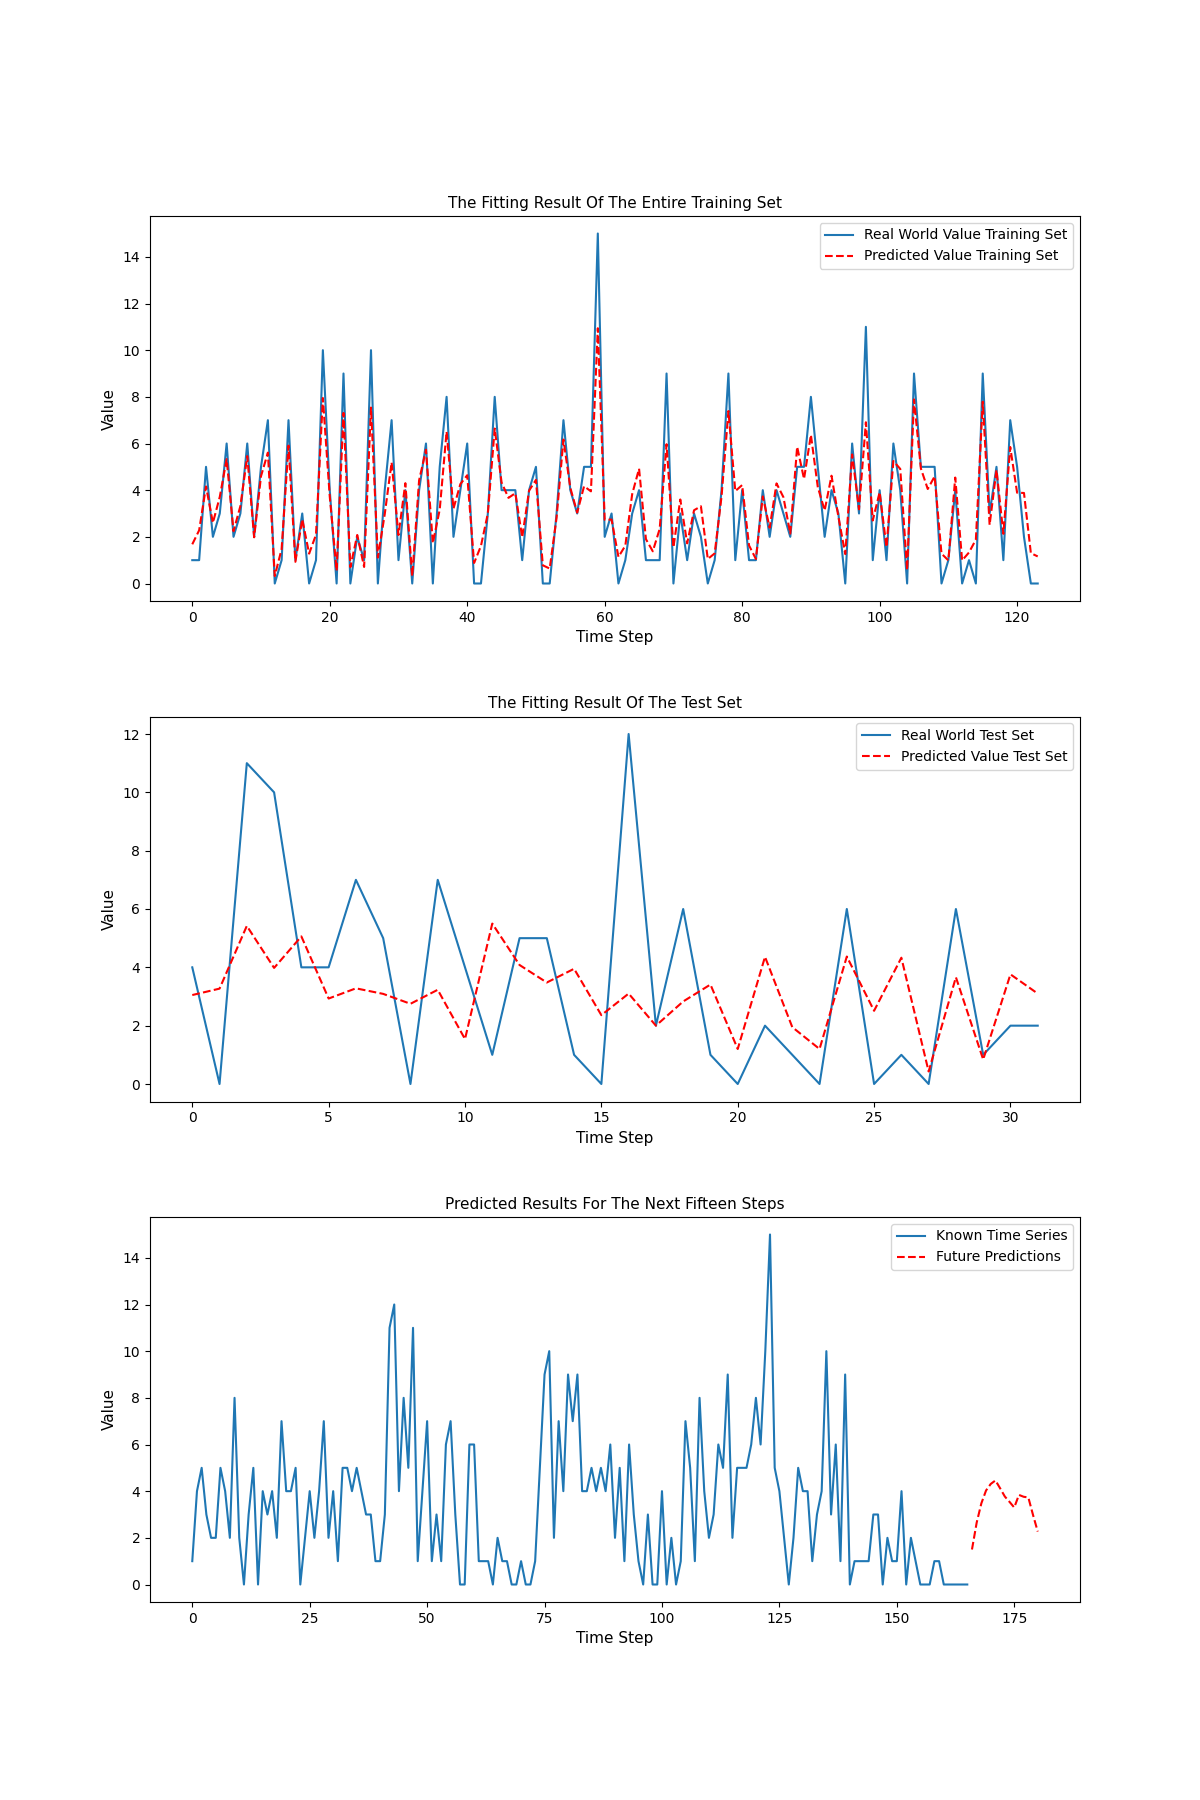 The Fitting Result Of The Entire Training Set
Real World Value Training Set
Predicted Value Training Set
14
12
10
8
6
4
2
0
Value
0 20 40 60 80 100 120
Time Step
The Fitting Result Of The Test Set
Real World Test Set
Predicted Value Test Set
12
10
8
6
4
2
0
Value
0 5 10 15 20 25 30
Time Step
Predicted Results For The Next Fifteen Steps
Known Time Series
Future Predictions
14
12
10
8
6
4
2
0
Value
0 25 50 75 100 125 150 175
Time Step